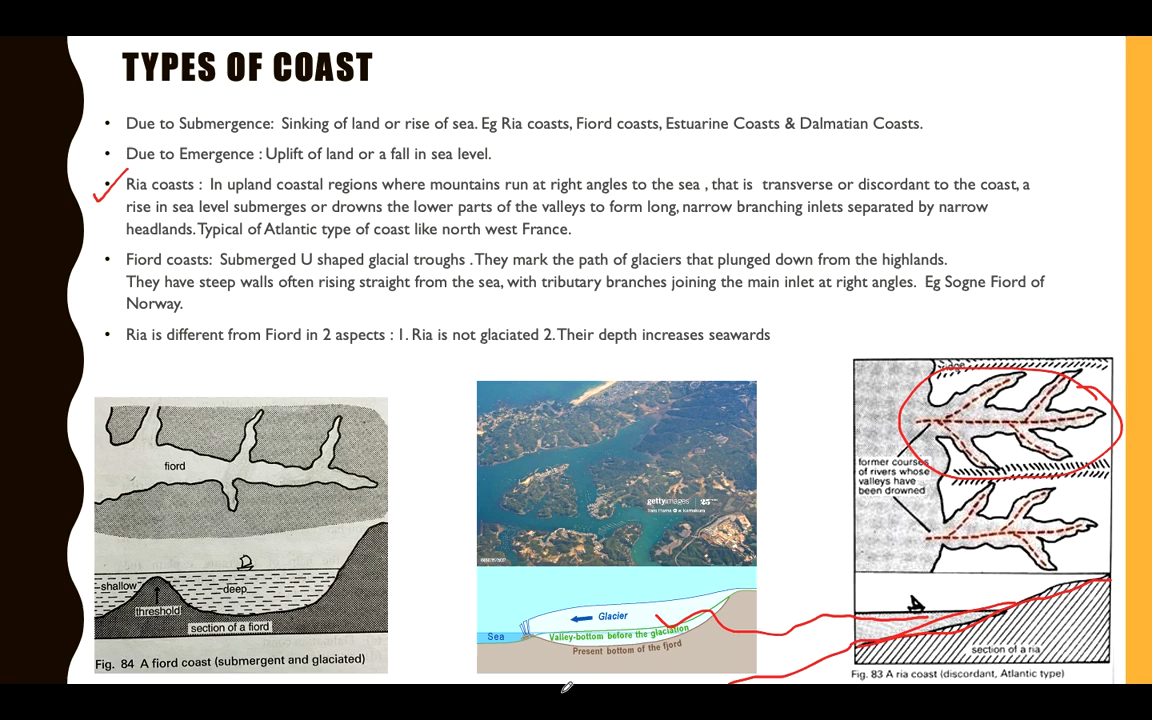 TYPES OF COAST
• Due to Submergence: Sinking of land or rise of sea. Eg Ria coasts, Fiord coasts, Estuarine Coasts & Dalmatian Coasts.
• Due to Emergence : Uplift of land or a fall in sea level.
• Ria coasts : In upland coastal regions where mountains run at right angles to the sea , that is transverse or discordant to the coast, a
rise in sea level submerges or drowns the lower parts of the valleys to form long, narrow branching inlets separated by narrow
headlands. Typical of Atlantic type of coast like north west France.
• Fiord coasts: Submerged U shaped glacial troughs . They mark the path of glaciers that plunged down from the highlands.
They have steep walls often rising straight from the sea, with tributary branches joining the main inlet at right angles. Eg Sogne Fiord of
Norway.
• Ria is different from Fiord in 2 aspects : 1. Ria is not glaciated 2. Their depth increases seawards
fiord
shallow
deep
threshold
section of a fiord
Fig. 84 A fiord coast (submergent and glaciated)
gettyimages
Glacier
Sea
Valley-bottom before the glaciation
Present bottom of the fjord
former courses
of rivers whose
valleys have
been drowned
section of a ria
Fig. 83 A ria coast (discordant, Atlantic type)